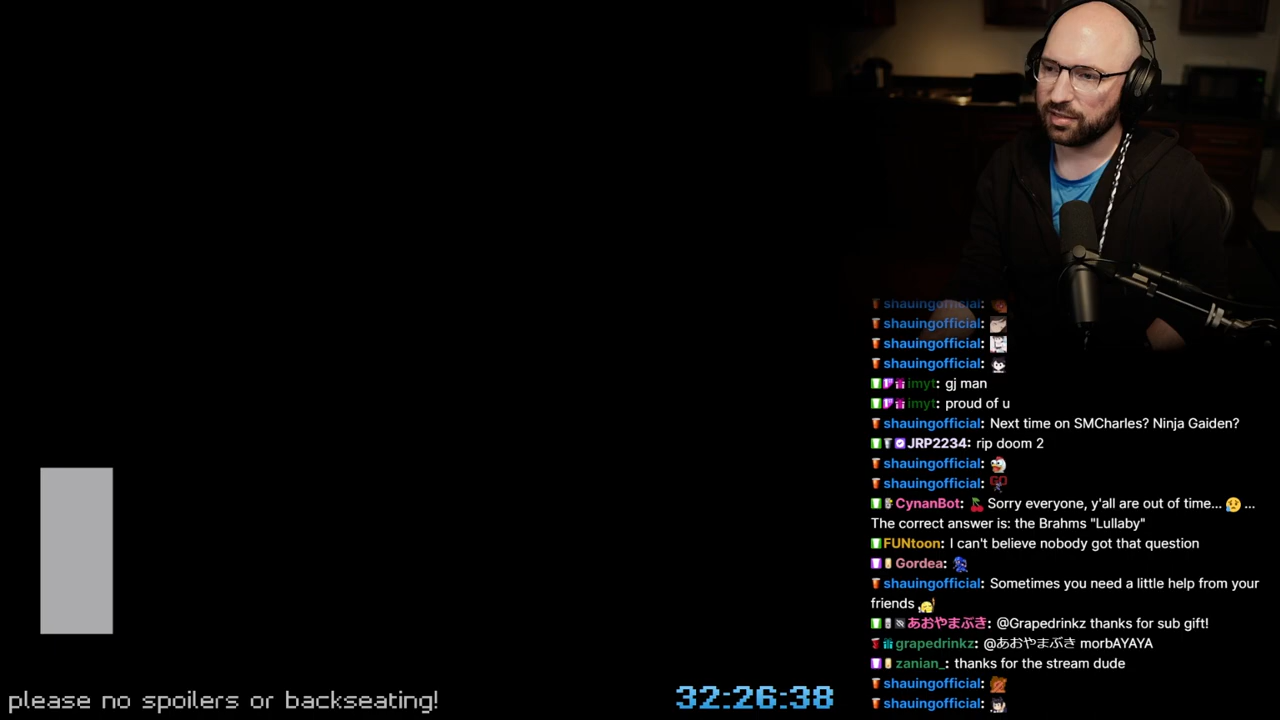 shauingofficial:
shauingofficial:
shauingofficial:
shauingofficial:
imyt: gj man
imyt: proud of u
shauingofficial: Next time on SMCharles? Ninja Gaiden?
JRP2234: rip doom 2
shauingofficial:
shauingofficial: GO
CynanBot: 🍒 Sorry everyone, y'all are out of time... 😥 ...
The correct answer is: the Brahms "Lullaby"
FUNtoon: I can't believe nobody got that question
Gordea:
shauingofficial: Sometimes you need a little help from your
friends
あおやまぶき: @Grapedrinkz thanks for sub gift!
grapedrinkz: @あおやまぶき morbAYAYA
zanian_: thanks for the stream dude
shauingofficial:
shauingofficial:
please no spoilers or backseating!
32:26:38